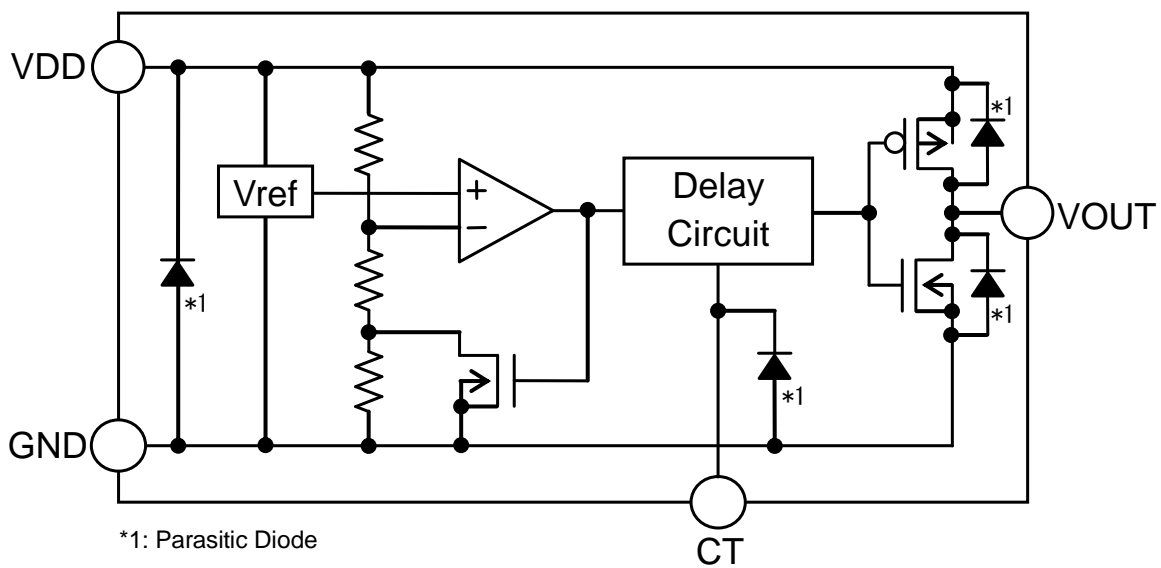 VDD
*1
Vref
+
−
Delay
Circuit
VOUT
*1
*1
*1
GND
CT
*1: Parasitic Diode